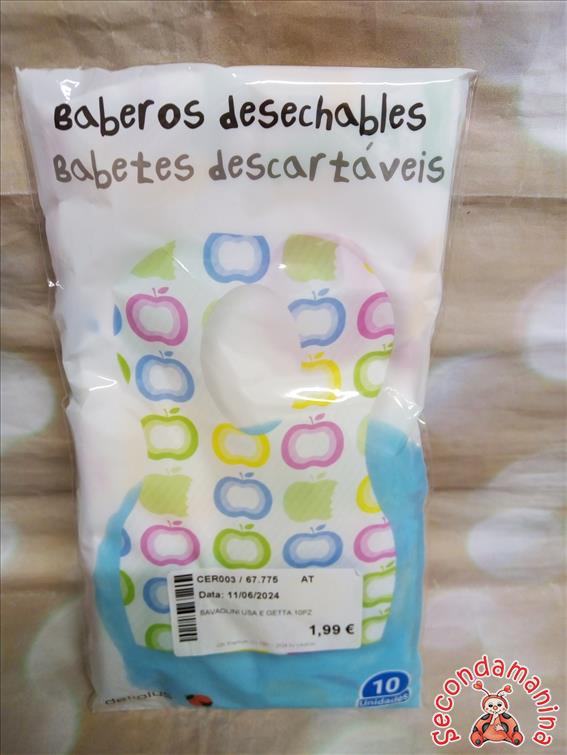 Baberos desechables
Babetes descartáveis
CER003 / 67.775 AT
Data: 11/06/2024
BAVAGLINI USA E GETTA 10PZ
1,99 €
deliplus
10
Unidades
secondamanina